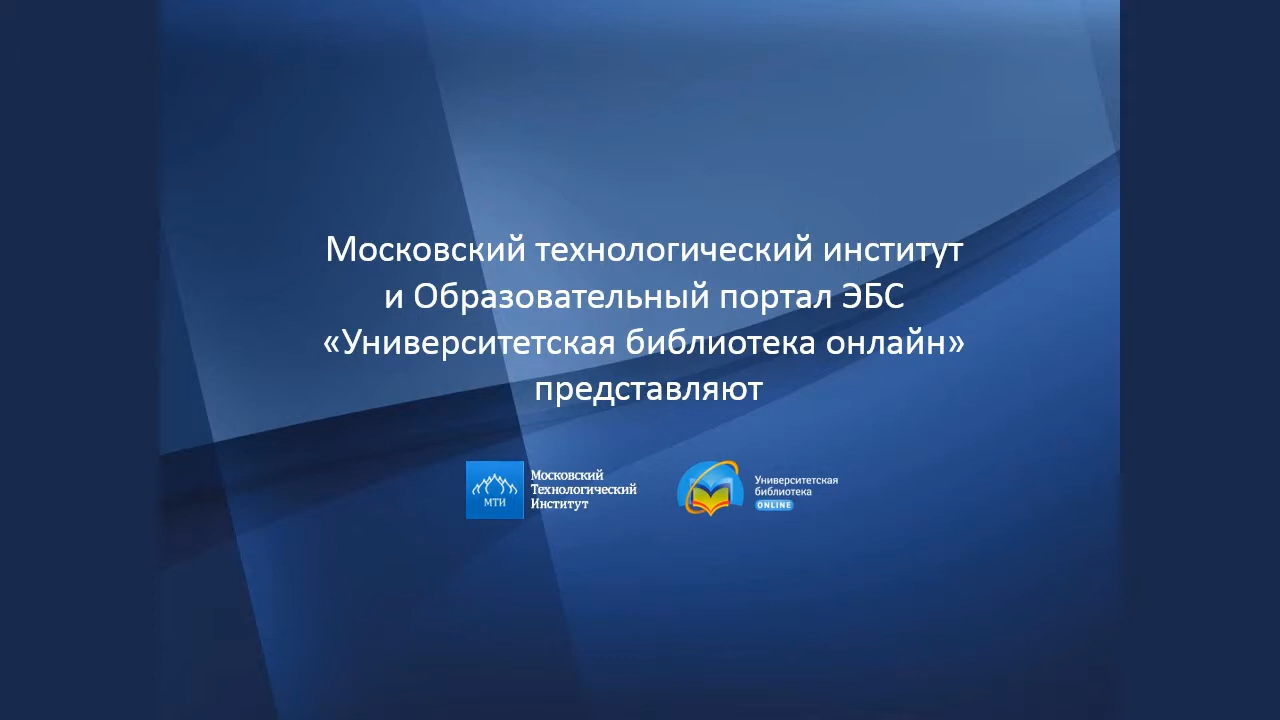 Московский технологический институт
и Образовательный портал ЭБС
«Университетская библиотека онлайн»
представляют
МТИ
Московский
Технологический
Институт
Университетская
библиотека
ONLINE